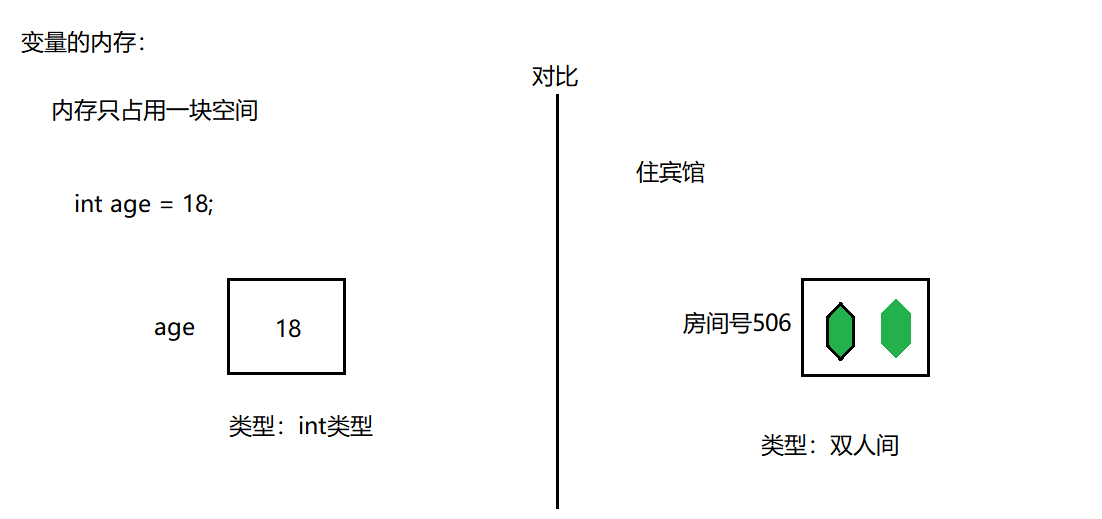 变量的内存：
内存只占用一块空间
int age = 18;
age
18
类型：int类型
对比
住宾馆
房间号506
类型：双人间